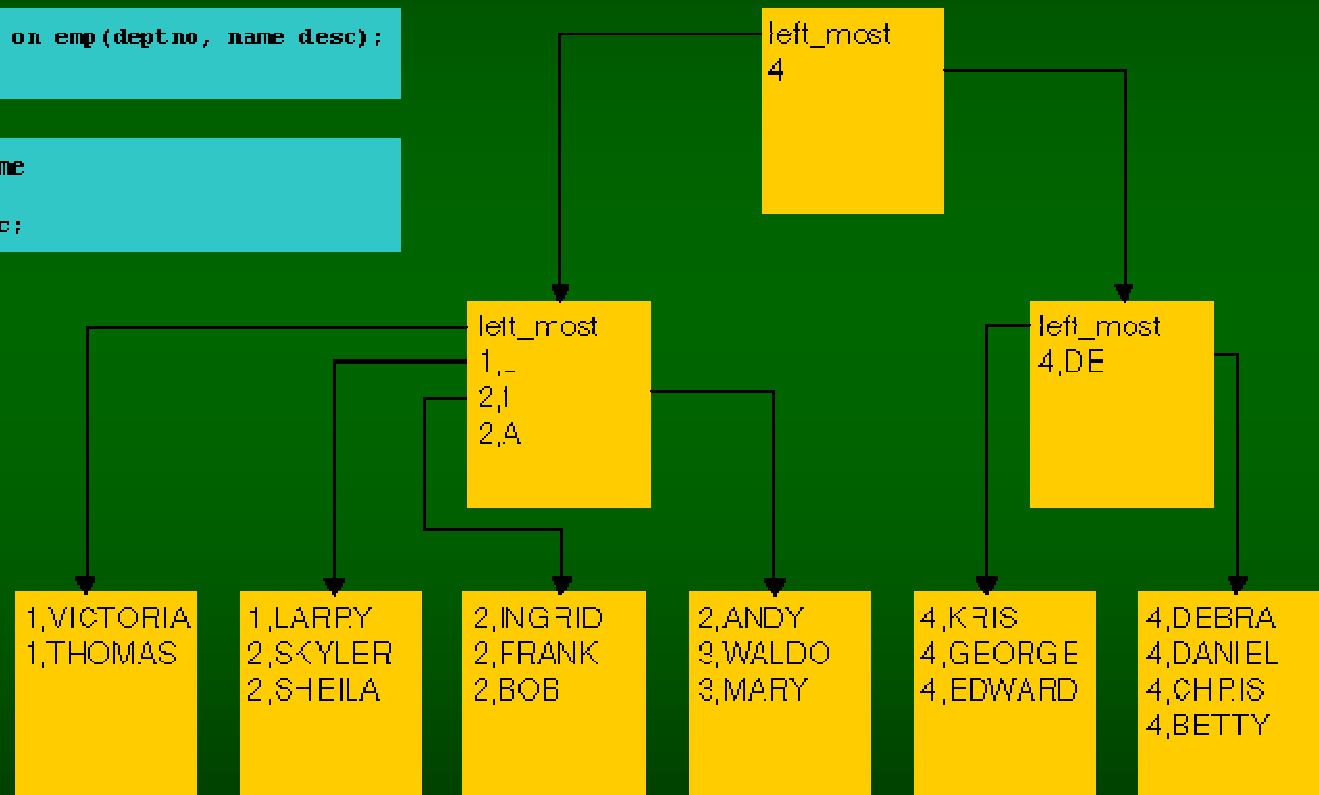 on emp(deptno, name desc);
me
c;
left_most
4
left_most
1,_
2,I
2,A
left_most
4,DE
1,VICTORIA
1,THOMAS
1,LARRY
2,SKYLER
2,SHEILA
2,INGRID
2,FRANK
2,BOB
2,ANDY
3,WALDO
3,MARY
4,KRIS
4,GEORGE
4,EDWARD
4,DEBRA
4,DANIEL
4,CHRIS
4,BETTY